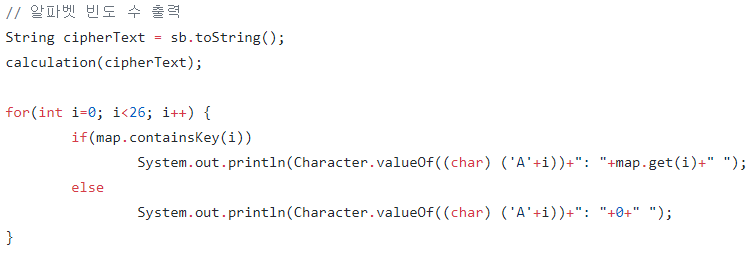 // 알파벳 빈도 수 출력
String cipherText = sb.toString();
calculation(cipherText);
for(int i=0; i<26; i++) {
if(map.containsKey(i))
System.out.println(Character.valueOf((char) ('A'+i))+": "+map.get(i)+" ");
else
System.out.println(Character.valueOf((char) ('A'+i))+": "+0+" ");
}